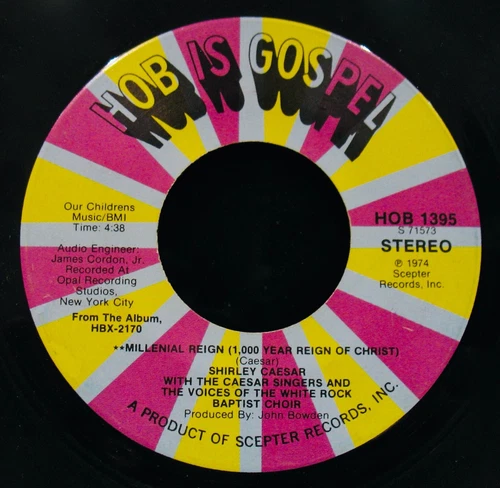 HOB IS GOSPEL
Our Childrens
Music/BMI
Time: 4:38
Audio Engineer:
James Cordon, Jr.
Recorded At
Opal Recording
Studios,
New York City
From The Album,
HBX-2170
HOB 1395
S 71573
STEREO
℗ 1974
Scepter
Records, Inc.
**MILLENIAL REIGN (1,000 YEAR REIGN OF CHRIST)
(Caesar)
SHIRLEY CAESAR
WITH THE CAESAR SINGERS AND
THE VOICES OF THE WHITE ROCK
BAPTIST CHOIR
Produced By: John Bowden
A PRODUCT OF SCEPTER RECORDS, INC.